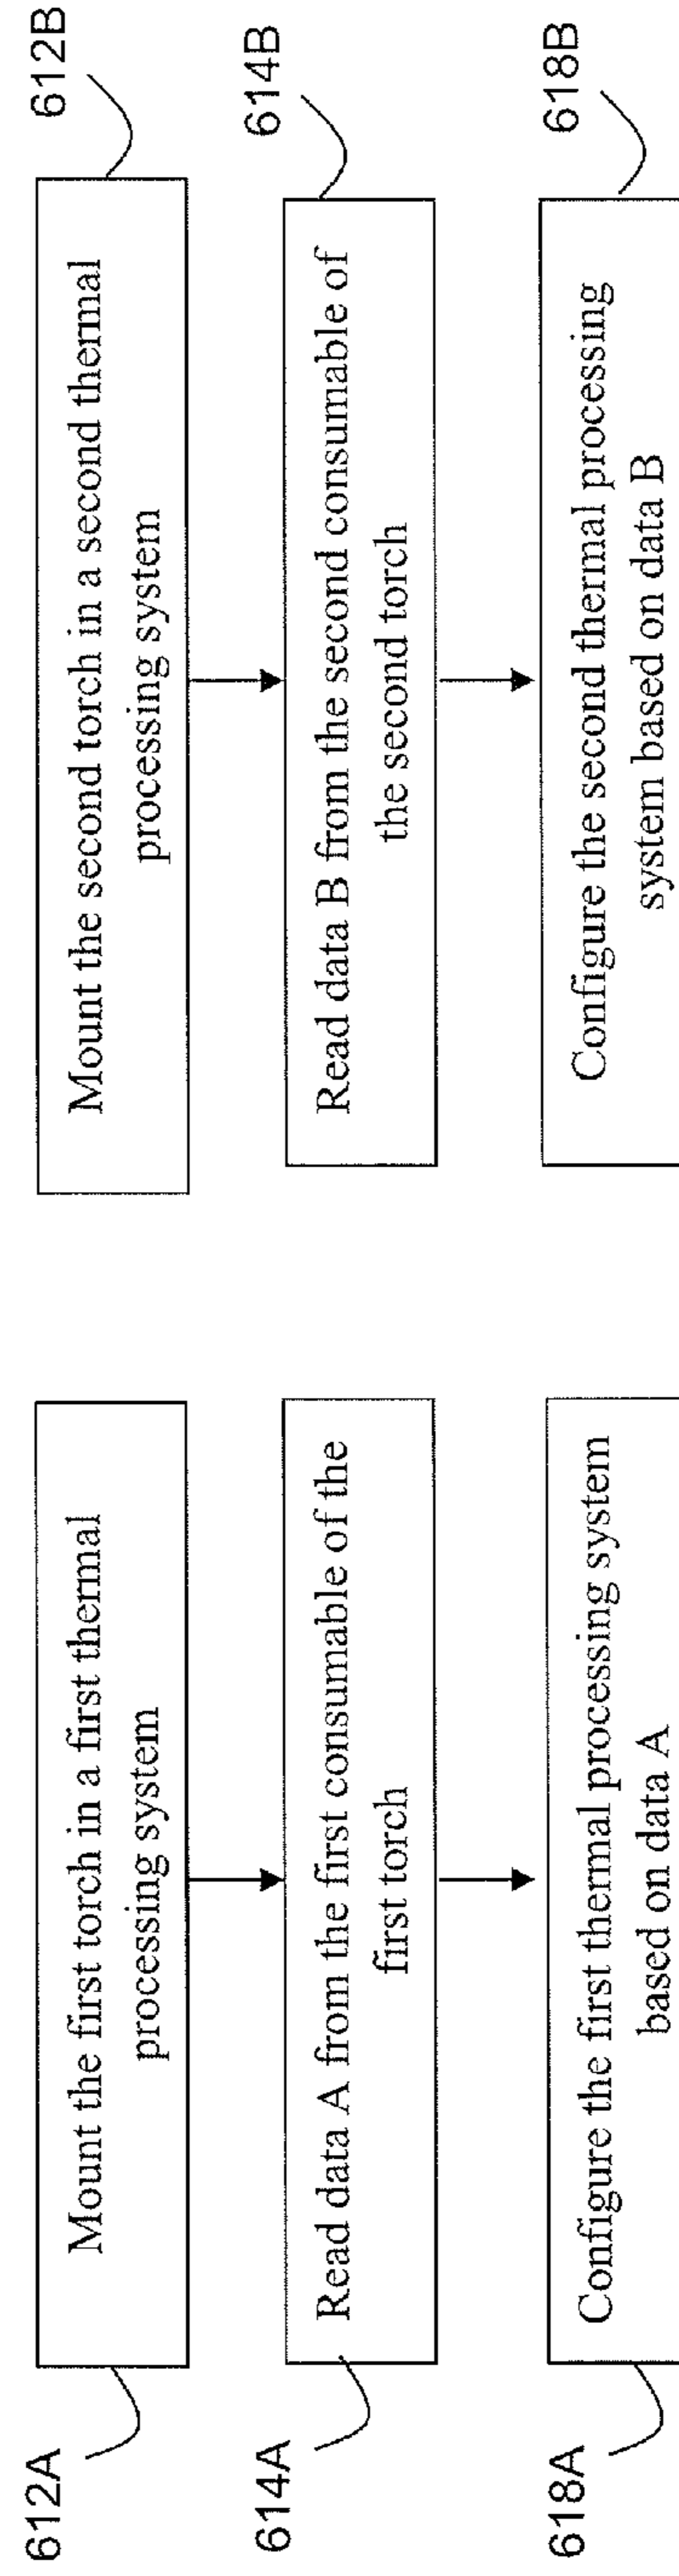 612A
Mount the first torch in a first thermal
processing system
614A
Read data A from the first consumable of the
first torch
618A
Configure the first thermal processing system
based on data A
612B
Mount the second torch in a second thermal
processing system
614B
Read data B from the second consumable of
the second torch
618B
Configure the second thermal processing
system based on data B